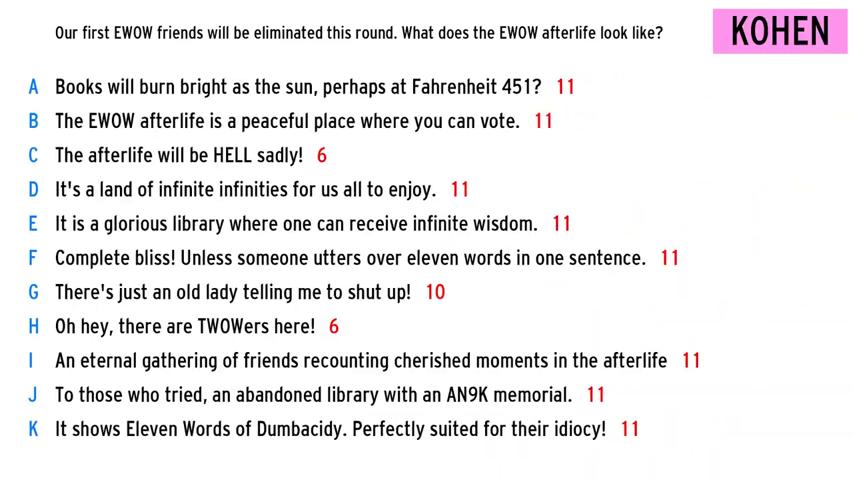 Our first EWOW friends will be eliminated this round. What does the EWOW afterlife look like?
KOHEN
A Books will burn bright as the sun, perhaps at Fahrenheit 451? 11
B The EWOW afterlife is a peaceful place where you can vote. 11
C The afterlife will be HELL sadly! 6
D It's a land of infinite infinities for us all to enjoy. 11
E It is a glorious library where one can receive infinite wisdom. 11
F Complete bliss! Unless someone utters over eleven words in one sentence. 11
G There's just an old lady telling me to shut up! 10
H Oh hey, there are TWOWers here! 6
I An eternal gathering of friends recounting cherished moments in the afterlife 11
J To those who tried, an abandoned library with an AN9K memorial. 11
K It shows Eleven Words of Dumbacidy. Perfectly suited for their idiocy! 11